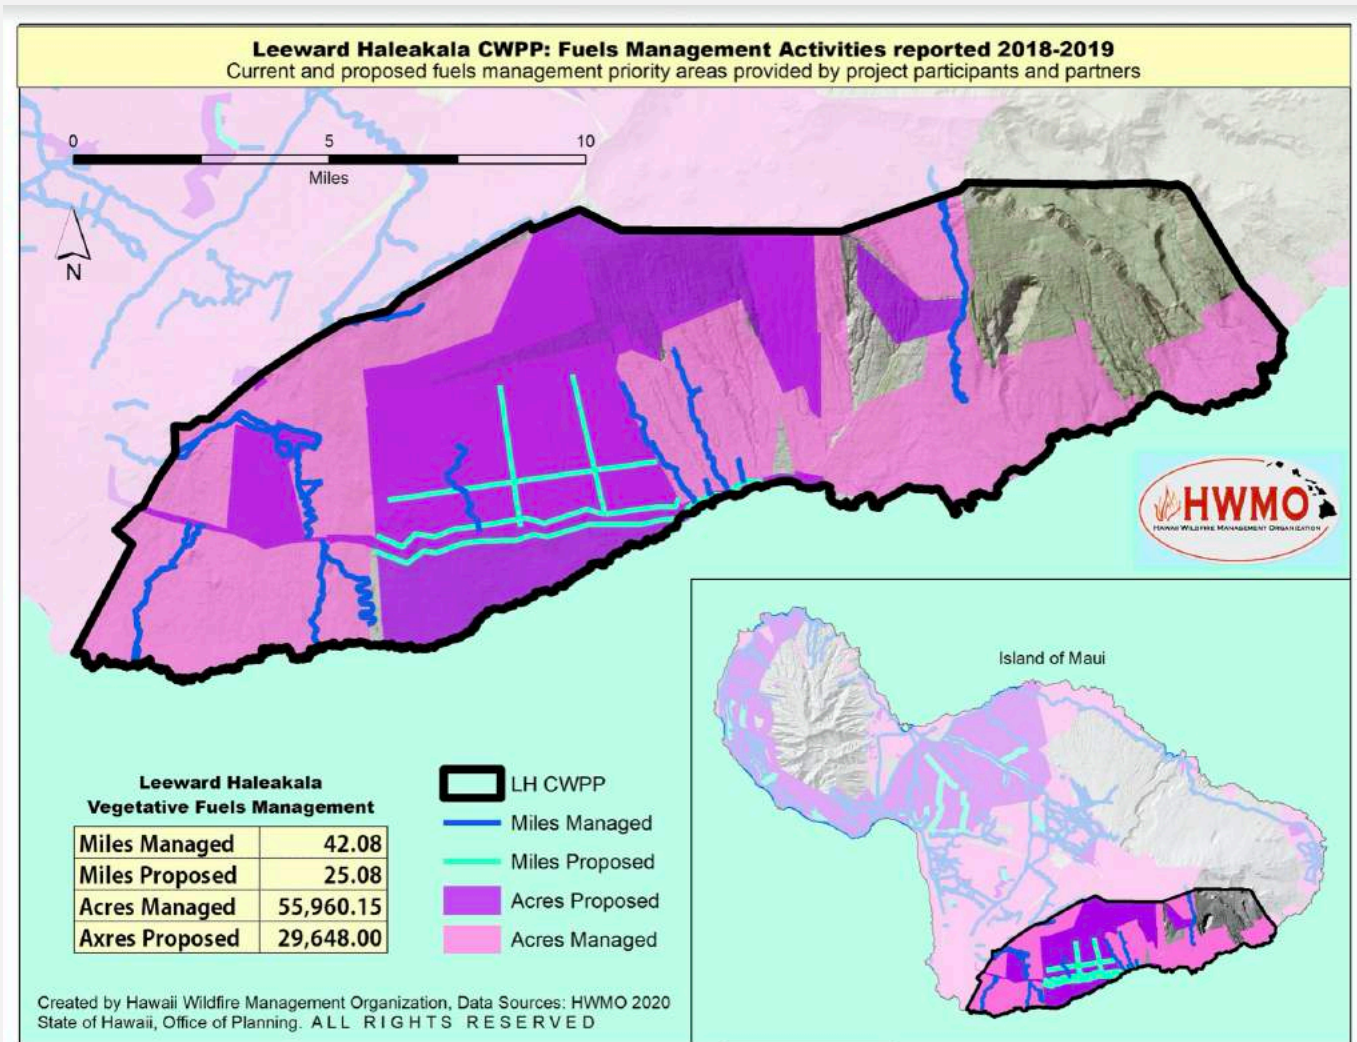 Leeward Haleakala CWPP: Fuels Management Activities reported 2018-2019
Current and proposed fuels management priority areas provided by project participants and partners
0 5 10
Miles
N
HWMO
HAWAII WILDFIRE MANAGEMENT ORGANIZATION
Island of Maui
Leeward Haleakala
Vegetative Fuels Management
Miles Managed 42.08
Miles Proposed 25.08
Acres Managed 55,960.15
Axres Proposed 29,648.00
LH CWPP
Miles Managed
Miles Proposed
Acres Proposed
Acres Managed
Created by Hawaii Wildfire Management Organization, Data Sources: HWMO 2020
State of Hawaii, Office of Planning. ALL RIGHTS RESERVED